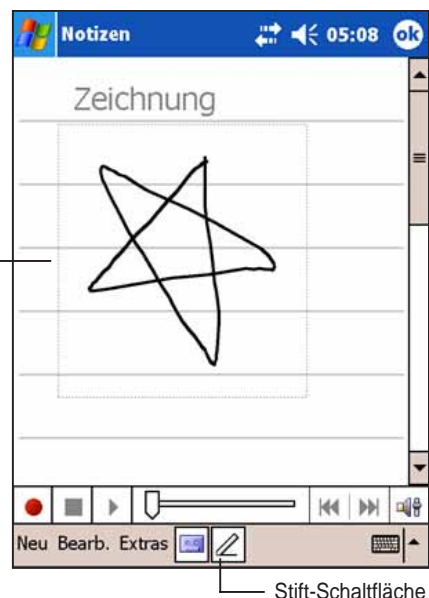 Notizen 05:08 ok
Zeichnung
Neu Bearb. Extras
Stift-Schaltfläche